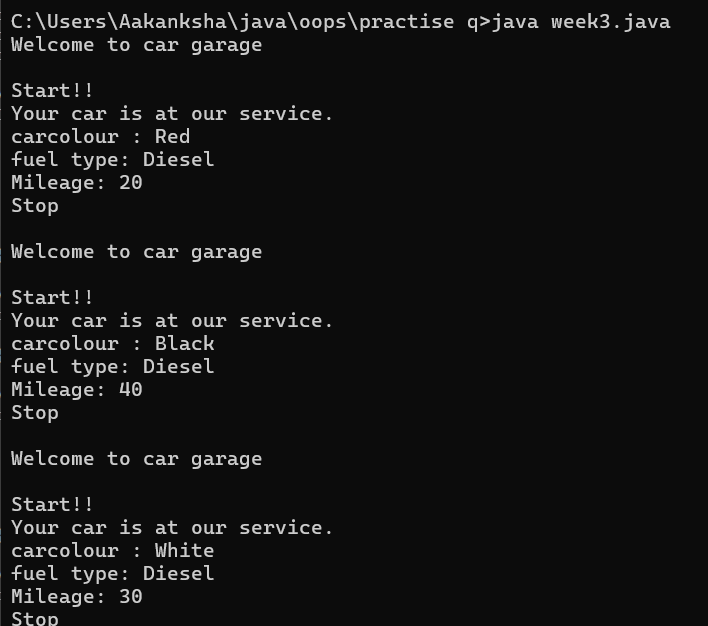 C:\Users\Aakanksha\java\oops\practise q>java week3.java
Welcome to car garage
Start!!
Your car is at our service.
carcolour : Red
fuel type: Diesel
Mileage: 20
Stop
Welcome to car garage
Start!!
Your car is at our service.
carcolour : Black
fuel type: Diesel
Mileage: 40
Stop
Welcome to car garage
Start!!
Your car is at our service.
carcolour : White
fuel type: Diesel
Mileage: 30
Stop